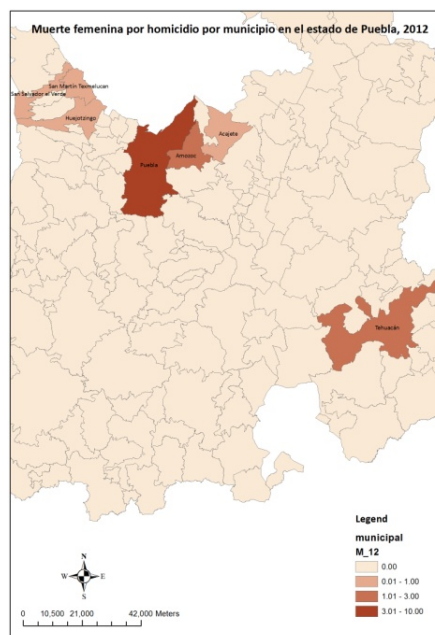 Muerte femenina por homicidio por municipio en el estado de Puebla, 2012
San Martín Texmelucan
San Salvador el Verde
Huejotzingo
Acajete
Amozoc
Puebla
Tehuacán
Legend
municipal
M_12
0.00
0.01 - 1.00
1.01 - 3.00
3.01 - 10.00
N
W E
S
0 10,500 21,000 42,000 Meters